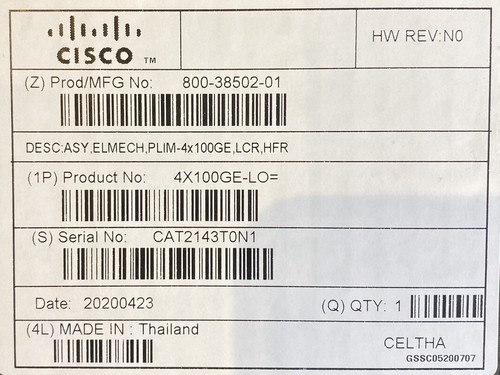 CISCO TM
HW REV:N0
(Z) Prod/MFG No: 800-38502-01
DESC:ASY,ELMECH,PLIM-4x100GE,LCR,HFR
(1P) Product No: 4X100GE-LO=
(S) Serial No: CAT2143T0N1
Date: 20200423
(Q) QTY: 1
(4L) MADE IN : Thailand
CELTHA
GSSC05200707